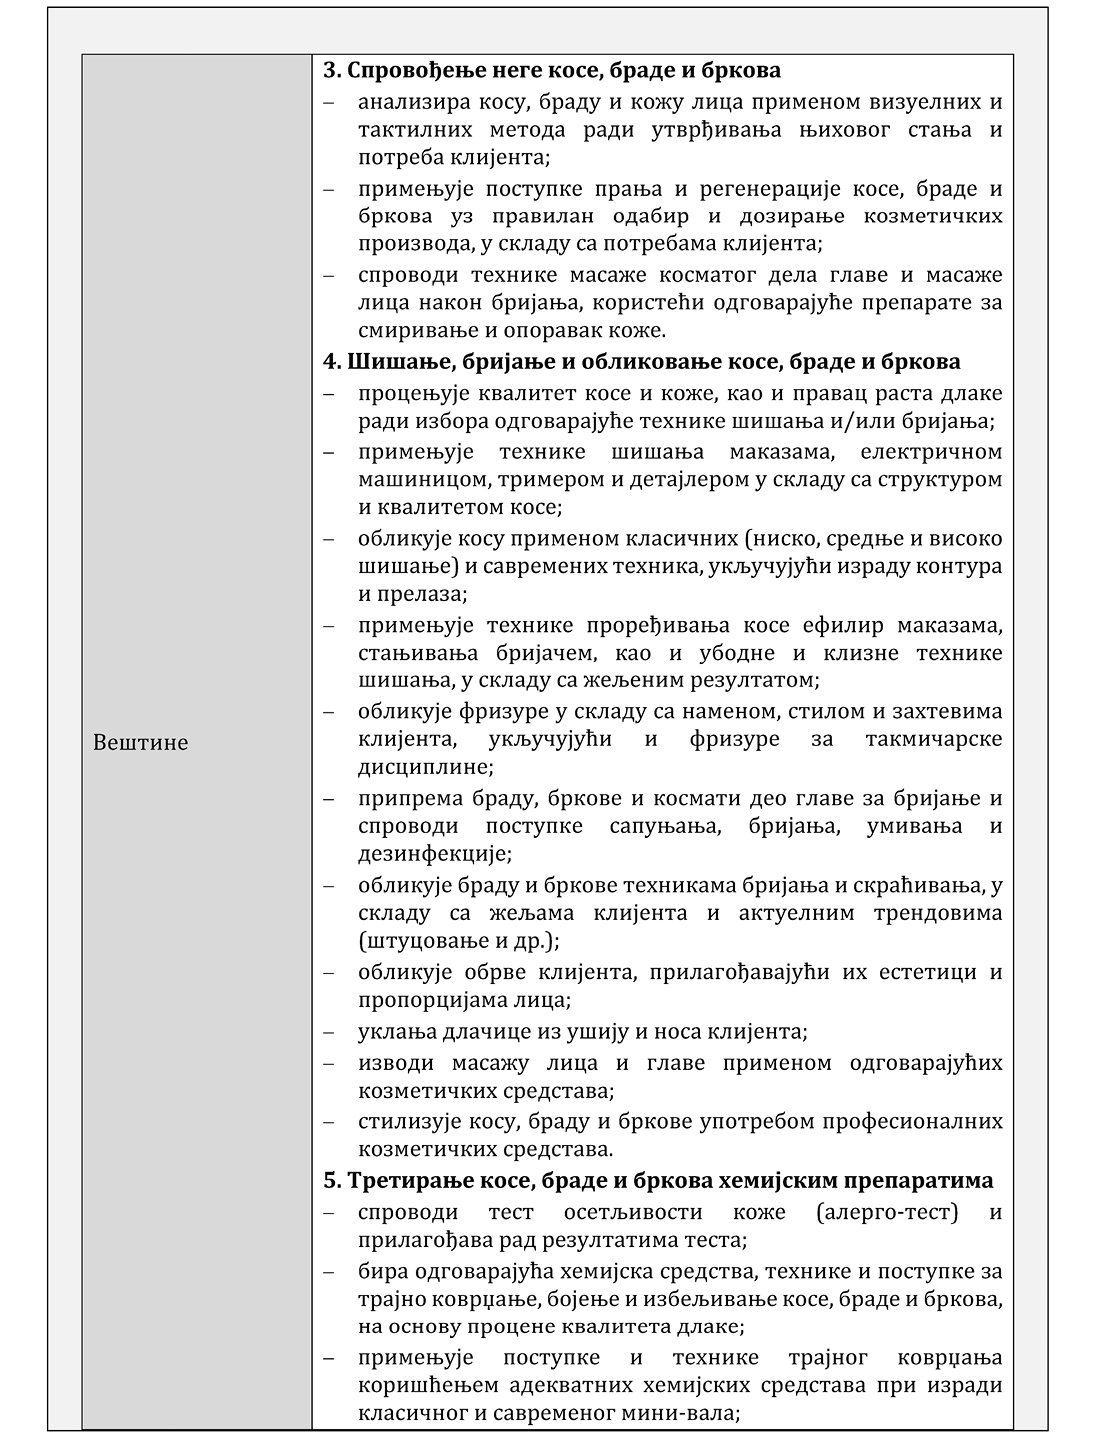 3. Спровођење неге косе, браде и бркова
– анализира косу, браду и кожу лица применом визуелних и
тактилних метода ради утврђивања њиховог стања и
потреба клијента;
– примењује поступке прања и регенерације косе, браде и
бркова уз правилан одабир и дозирање козметичких
производа, у складу са потребама клијента;
– спроводи технике масаже косматог дела главе и масаже
лица након бријања, користећи одговарајуће препарате за
смиривање и опоравак коже.
4. Шишање, бријање и обликовање косе, браде и бркова
– процењује квалитет косе и коже, као и правац раста длаке
ради избора одговарајуће технике шишања и/или бријања;
– примењује технике шишања маказама, електричном
машиницом, тримером и детајлером у складу са структуром
и квалитетом косе;
– обликује косу применом класичних (ниско, средње и високо
шишање) и савремених техника, укључујући израду контура
и прелаза;
– примењује технике проређивања косе ефилир маказама,
стањивања бријачем, као и убодне и клизне технике
шишања, у складу са жељеним резултатом;
– обликује фризуре у складу са наменом, стилом и захтевима
клијента, укључујући и фризуре за такмичарске
дисциплине;
Вештине
– припрема браду, бркове и космати део главе за бријање и
спроводи поступке сапуњања, бријања, умивања и
дезинфекције;
– обликује браду и бркове техникама бријања и скраћивања, у
складу са жељама клијента и актуелним трендовима
(штуцовање и др.);
– обликује обрве клијента, прилагођавајући их естетици и
пропорцијама лица;
– уклања длачице из ушију и носа клијента;
– изводи масажу лица и главе применом одговарајућих
козметичких средстава;
– стилизује косу, браду и бркове употребом професионалних
козметичких средстава.
5. Третирање косе, браде и бркова хемијским препаратима
– спроводи тест осетљивости коже (алерго-тест) и
прилагођава рад резултатима теста;
– бира одговарајућа хемијска средства, технике и поступке за
трајно коврџање, бојење и избељивање косе, браде и бркова,
на основу процене квалитета длаке;
– примењује поступке и технике трајног коврџања
коришћењем адекватних хемијских средстава при изради
класичног и савременог мини-вала;